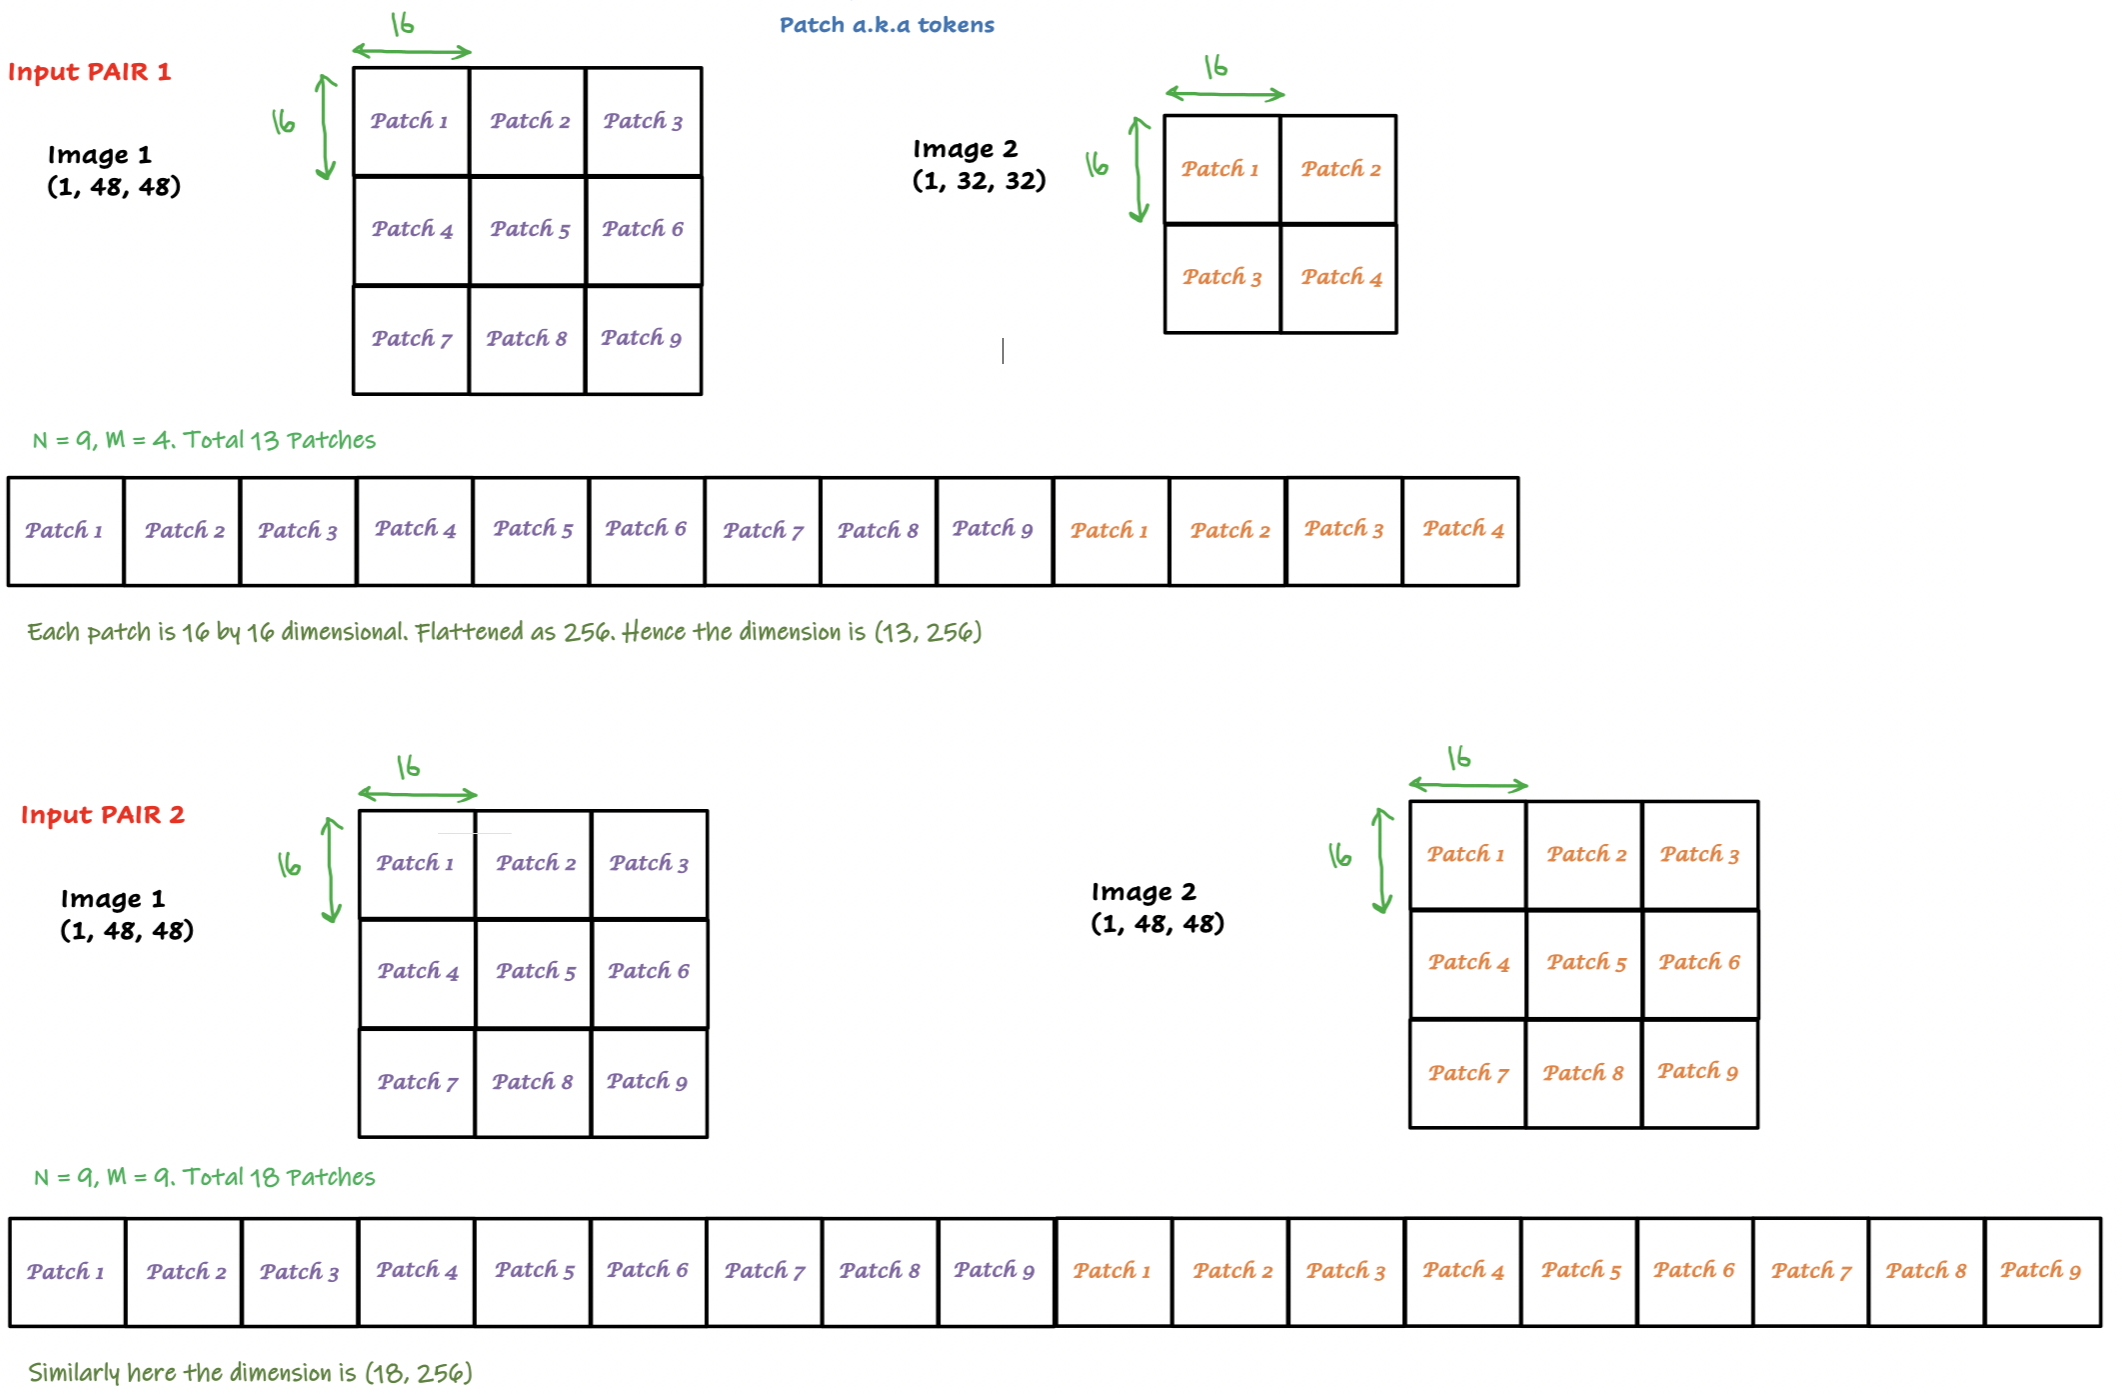 Patch a.k.a tokens
Input PAIR 1
16
16
Image 1
(1, 48, 48)
Patch 1 Patch 2 Patch 3
Patch 4 Patch 5 Patch 6
Patch 7 Patch 8 Patch 9
16
16
Image 2
(1, 32, 32)
Patch 1 Patch 2
Patch 3 Patch 4
N = 9, M = 4. Total 13 Patches
Patch 1 Patch 2 Patch 3 Patch 4 Patch 5 Patch 6 Patch 7 Patch 8 Patch 9 Patch 1 Patch 2 Patch 3 Patch 4
Each patch is 16 by 16 dimensional. Flattened as 256. Hence the dimension is (13, 256)
Input PAIR 2
16
16
Image 1
(1, 48, 48)
Patch 1 Patch 2 Patch 3
Patch 4 Patch 5 Patch 6
Patch 7 Patch 8 Patch 9
16
16
Image 2
(1, 48, 48)
Patch 1 Patch 2 Patch 3
Patch 4 Patch 5 Patch 6
Patch 7 Patch 8 Patch 9
N = 9, M = 9. Total 18 Patches
Patch 1 Patch 2 Patch 3 Patch 4 Patch 5 Patch 6 Patch 7 Patch 8 Patch 9 Patch 1 Patch 2 Patch 3 Patch 4 Patch 5 Patch 6 Patch 7 Patch 8 Patch 9
Similarly here the dimension is (18, 256)